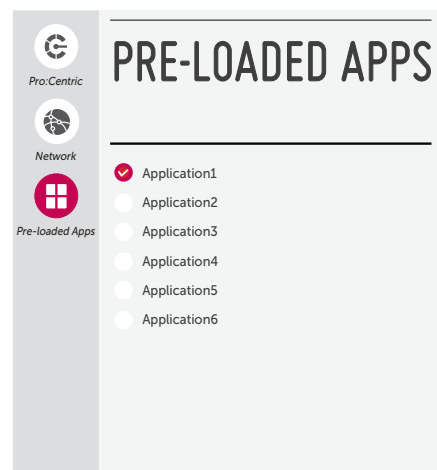 Pro:Centric
Network
Pre-loaded Apps
PRE-LOADED APPS
Application1
Application2
Application3
Application4
Application5
Application6